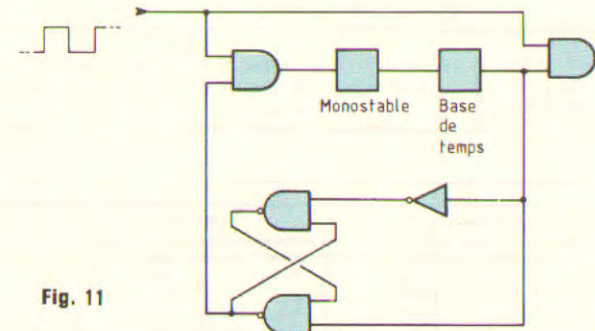 Monostable
Base
de
temps
Fig. 11